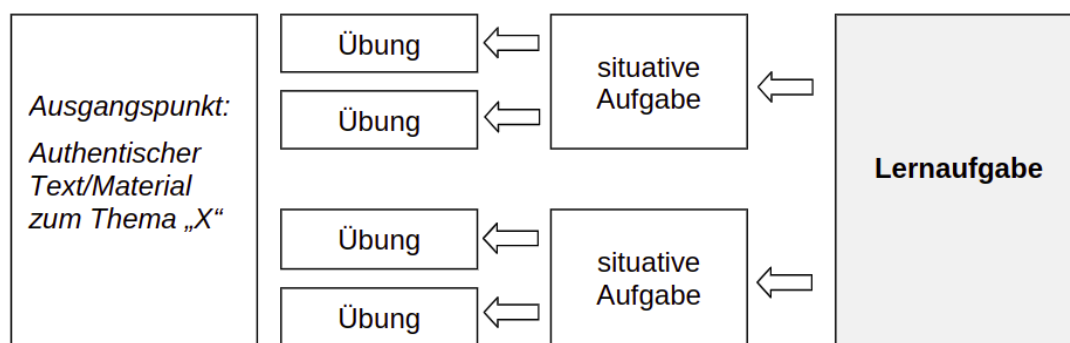 Ausgangspunkt:
Authentischer
Text/Material
zum Thema „X“
Übung
Übung
situative
Aufgabe
Übung
Übung
situative
Aufgabe
Lernaufgabe